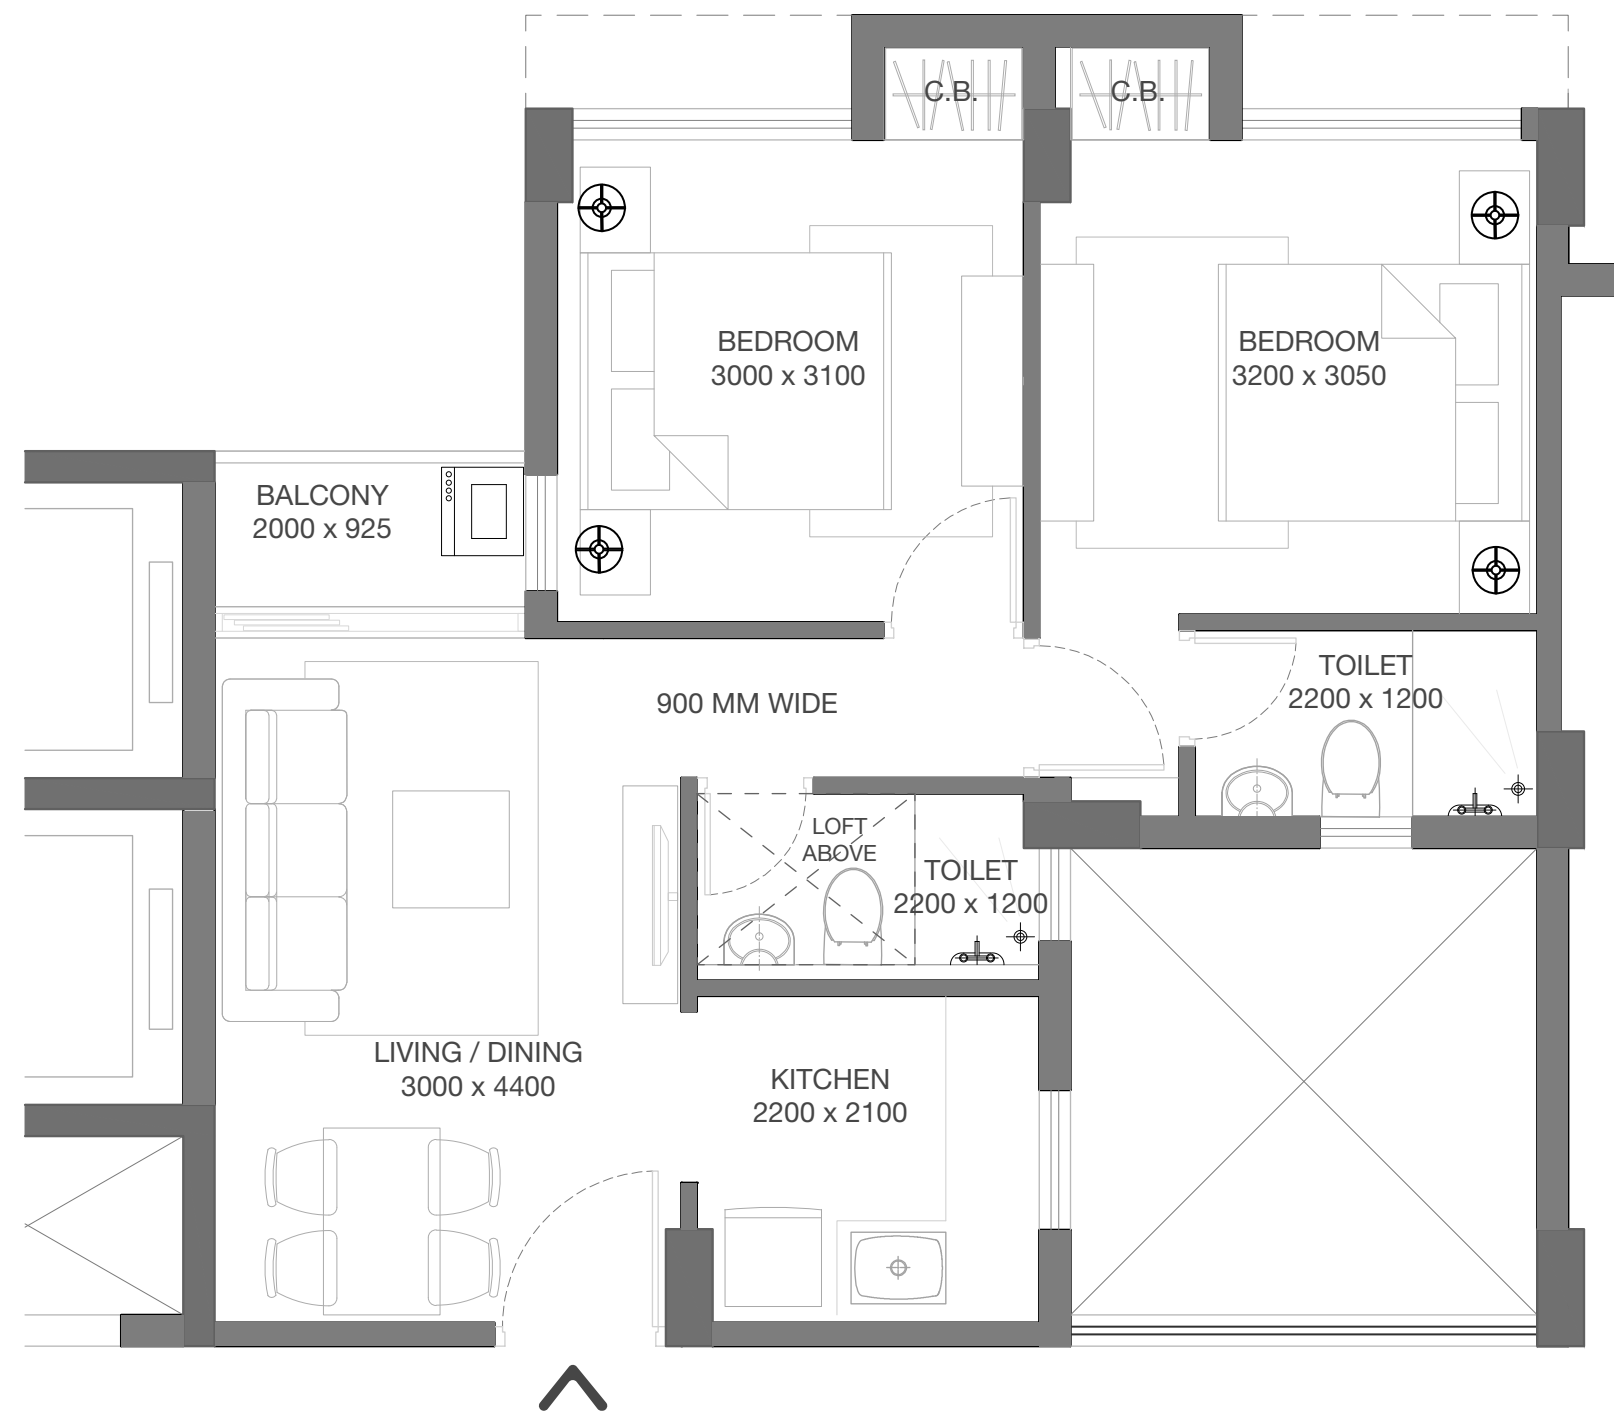 C.B.
C.B.
BEDROOM
3000 x 3100
BEDROOM
3200 x 3050
BALCONY
2000 x 925
TOILET
2200 x 1200
900 MM WIDE
LOFT
ABOVE
TOILET
2200 x 1200
LIVING / DINING
3000 x 4400
KITCHEN
2200 x 2100